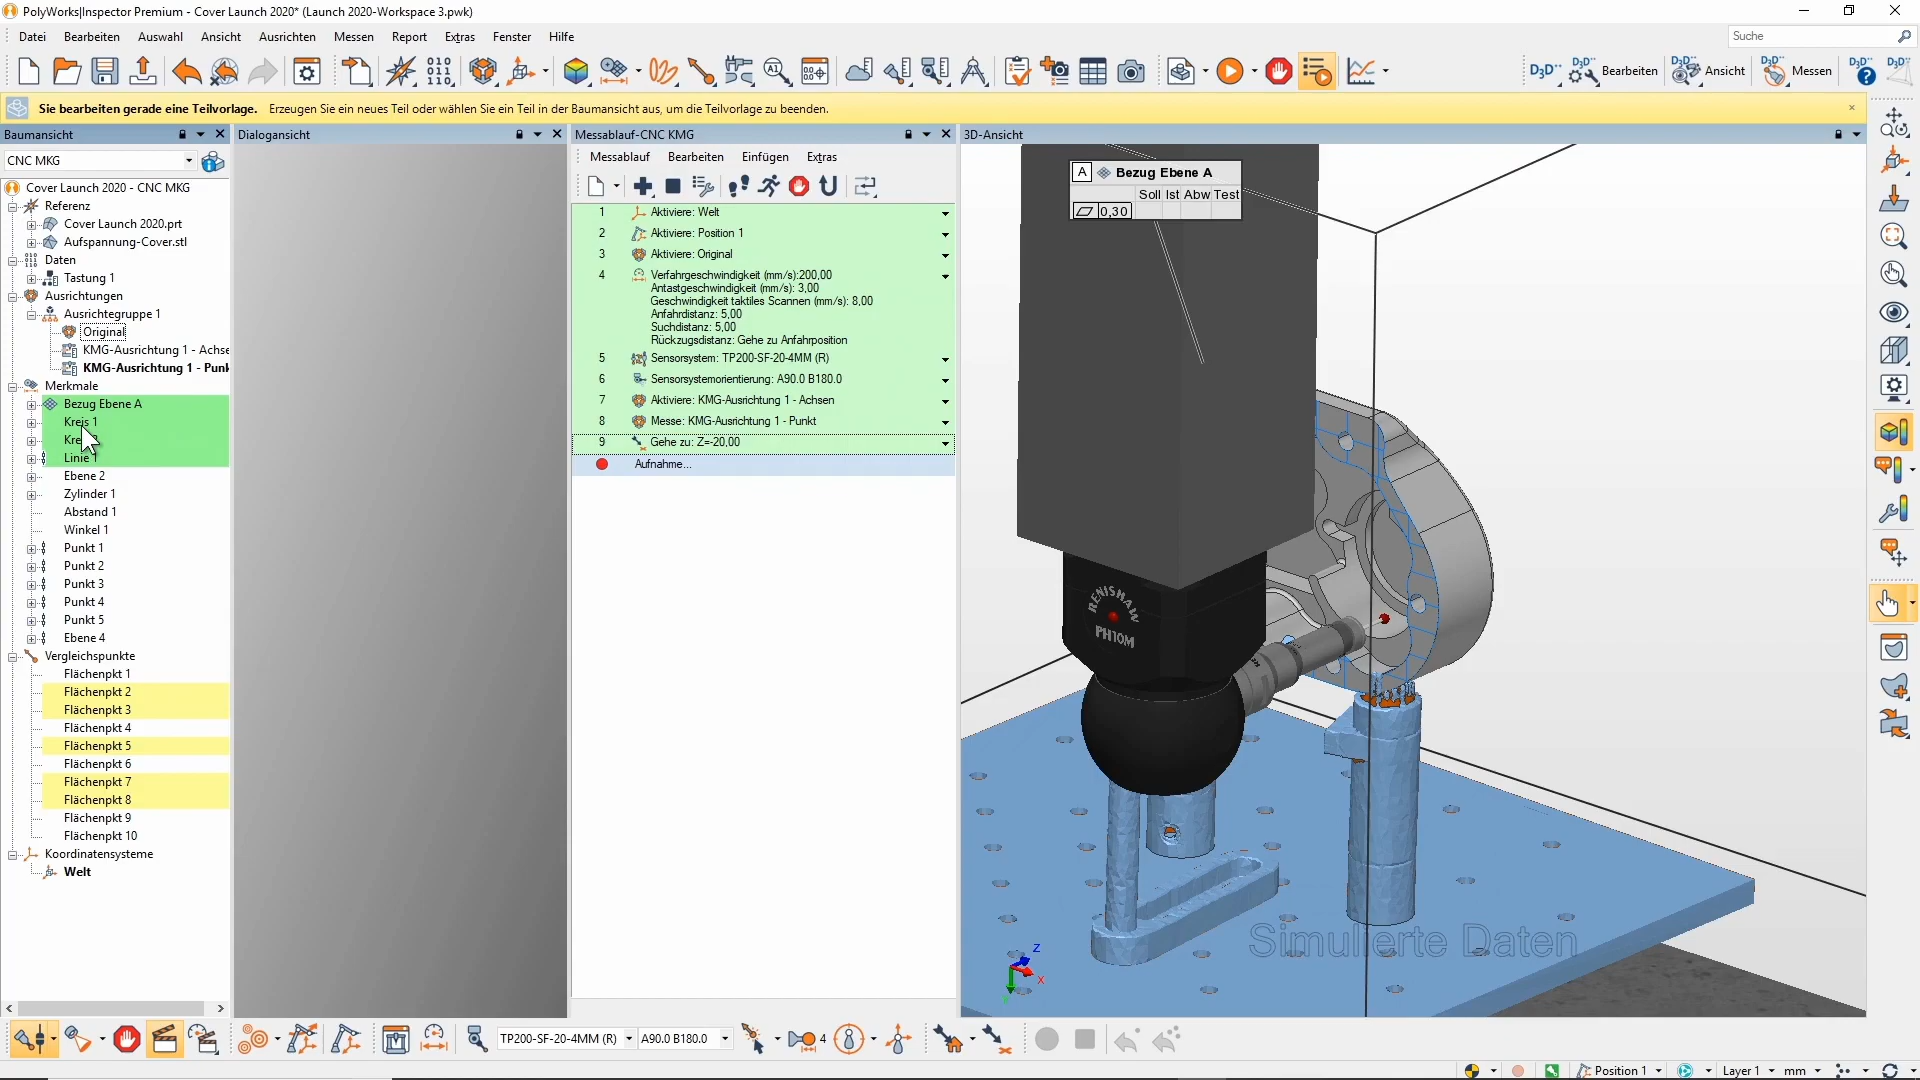 PolyWorks|Inspector Premium - Cover Launch 2020* (Launch 2020-Workspace 3.pwk)
Datei Bearbeiten Auswahl Ansicht Ausrichten Messen Report Extras Fenster Hilfe
Suche
Bearbeiten Ansicht Messen
Sie bearbeiten gerade eine Teilvorlage. Erzeugen Sie ein neues Teil oder wählen Sie ein Teil in der Baumansicht aus, um die Teilvorlage zu beenden.
Baumansicht
CNC MKG
Cover Launch 2020 - CNC MKG
Referenz
Cover Launch 2020.prt
Aufspannung-Cover.stl
Daten
Tastung 1
Ausrichtungen
Ausrichtegruppe 1
Original
KMG-Ausrichtung 1 - Achse
KMG-Ausrichtung 1 - Punk
Merkmale
Bezug Ebene A
Kreis 1
Linie 1
Ebene 2
Zylinder 1
Abstand 1
Winkel 1
Punkt 1
Punkt 2
Punkt 3
Punkt 4
Punkt 5
Ebene 4
Vergleichspunkte
Flächenpkt 1
Flächenpkt 2
Flächenpkt 3
Flächenpkt 4
Flächenpkt 5
Flächenpkt 6
Flächenpkt 7
Flächenpkt 8
Flächenpkt 9
Flächenpkt 10
Koordinatensysteme
Welt
Dialogansicht
Messablauf-CNC KMG
Messablauf Bearbeiten Einfügen Extras
1 Aktiviere: Welt
2 Aktiviere: Position 1
3 Aktiviere: Original
4 Verfahrgeschwindigkeit (mm/s):200,00
Antastgeschwindigkeit (mm/s): 3,00
Geschwindigkeit taktiles Scannen (mm/s): 8,00
Anfahrdistanz: 5,00
Suchdistanz: 5,00
Rückzugsdistanz: Gehe zu Anfahrposition
5 Sensorsystem: TP200-SF-20-4MM (R)
6 Sensorsystemorientierung: A90.0 B180.0
7 Aktiviere: KMG-Ausrichtung 1 - Achsen
8 Messe: KMG-Ausrichtung 1 - Punkt
9 Gehe zu: Z=-20,00
Aufnahme...
3D-Ansicht
A Bezug Ebene A
Soll Ist Abw Test
0,30
RENISHAW
PH10M
Simulierte Daten
Z
X
Y
TP200-SF-20-4MM (R) A90.0 B180.0 4
Position 1 Layer 1 mm